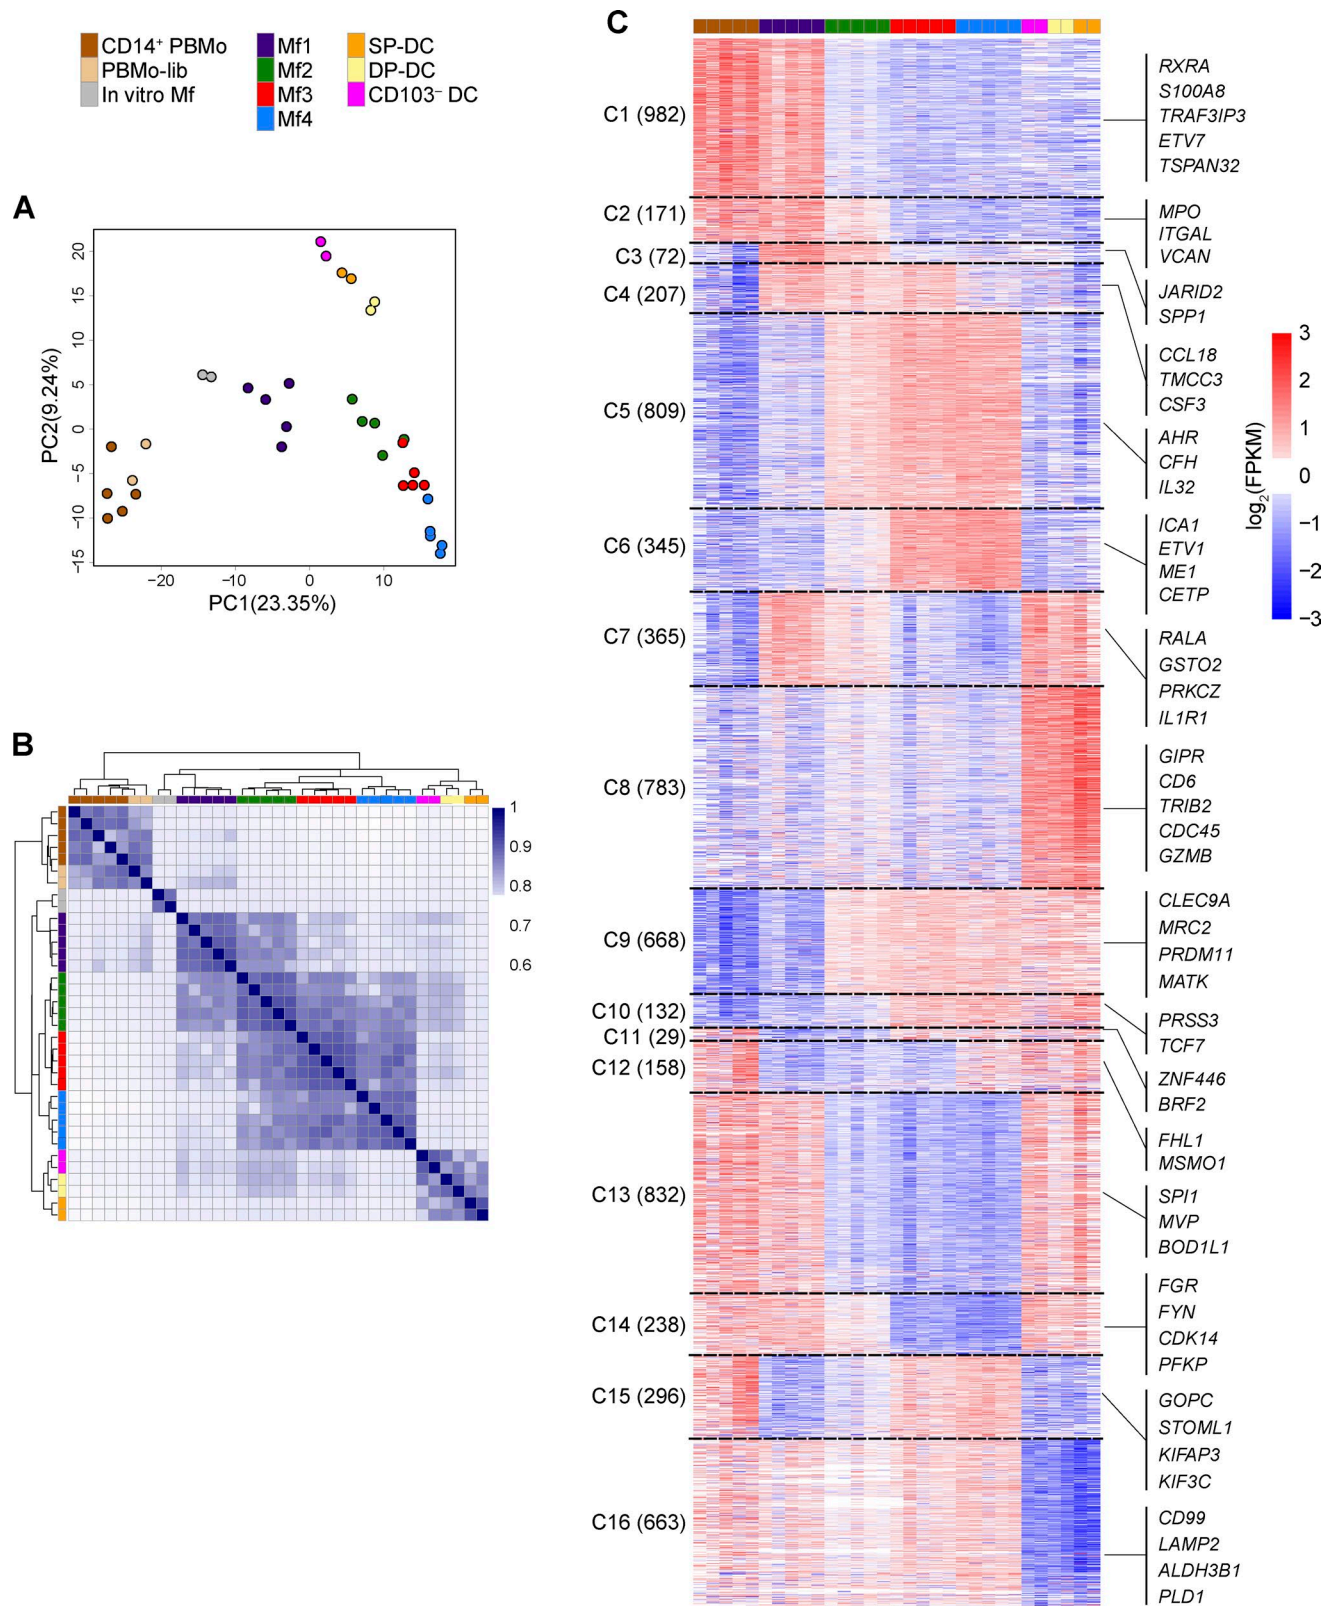 CD14⁺ PBMo
PBMo-lib
In vitro Mf
Mf1
Mf2
Mf3
Mf4
SP-DC
DP-DC
CD103⁻ DC
A
PC2(9.24%)
20
15
10
5
0
−5
−10
−15
−20
−10
0
10
PC1(23.35%)
B
1
0.9
0.8
0.7
0.6
C
C1 (982)
C2 (171)
C3 (72)
C4 (207)
C5 (809)
C6 (345)
C7 (365)
C8 (783)
C9 (668)
C10 (132)
C11 (29)
C12 (158)
C13 (832)
C14 (238)
C15 (296)
C16 (663)
RXRA
S100A8
TRAF3IP3
ETV7
TSPAN32
MPO
ITGAL
VCAN
JARID2
SPP1
CCL18
TMCC3
CSF3
AHR
CFH
IL32
ICA1
ETV1
ME1
CETP
RALA
GSTO2
PRKCZ
IL1R1
GIPR
CD6
TRIB2
CDC45
GZMB
CLEC9A
MRC2
PRDM11
MATK
PRSS3
TCF7
ZNF446
BRF2
FHL1
MSMO1
SPI1
MVP
BOD1L1
FGR
FYN
CDK14
PFKP
GOPC
STOML1
KIFAP3
KIF3C
CD99
LAMP2
ALDH3B1
PLD1
log₂(FPKM)
3
2
1
0
−1
−2
−3